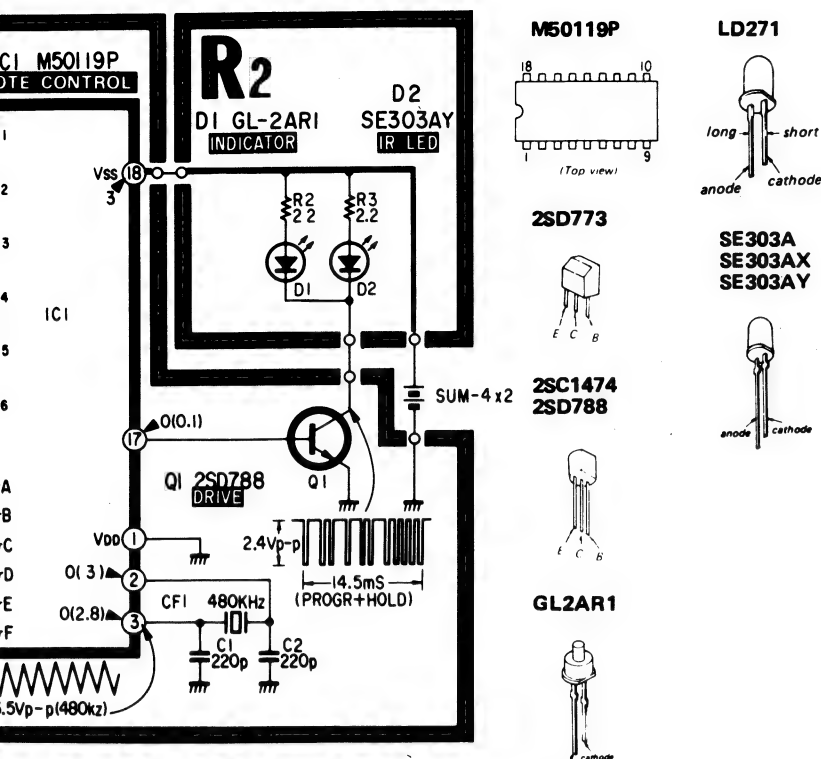 CI M50119P
OTE CONTROL
R2
D1 GL-2AR1
INDICATOR
D2
SE303AY
IR LED
1
2
3
4
5
6
A
B
C
D
E
F
IC1
VSS
18
3
R2
22
R3
2.2
D1
D2
17
0(0.1)
SUM-4x2
Q1 2SD788
DRIVE
Q1
VDD
1
0(3)
2
0(2.8)
3
CF1
480KHz
C1
220p
C2
220p
2.4Vp-p
14.5mS
(PROGR+HOLD)
.5Vp-p(480kz)
M50119P
18
10
1
9
(Top view)
2SD773
E C B
2SC1474
2SD788
E C B
GL2AR1
cathode
LD271
long
short
anode
cathode
SE303A
SE303AX
SE303AY
anode
cathode